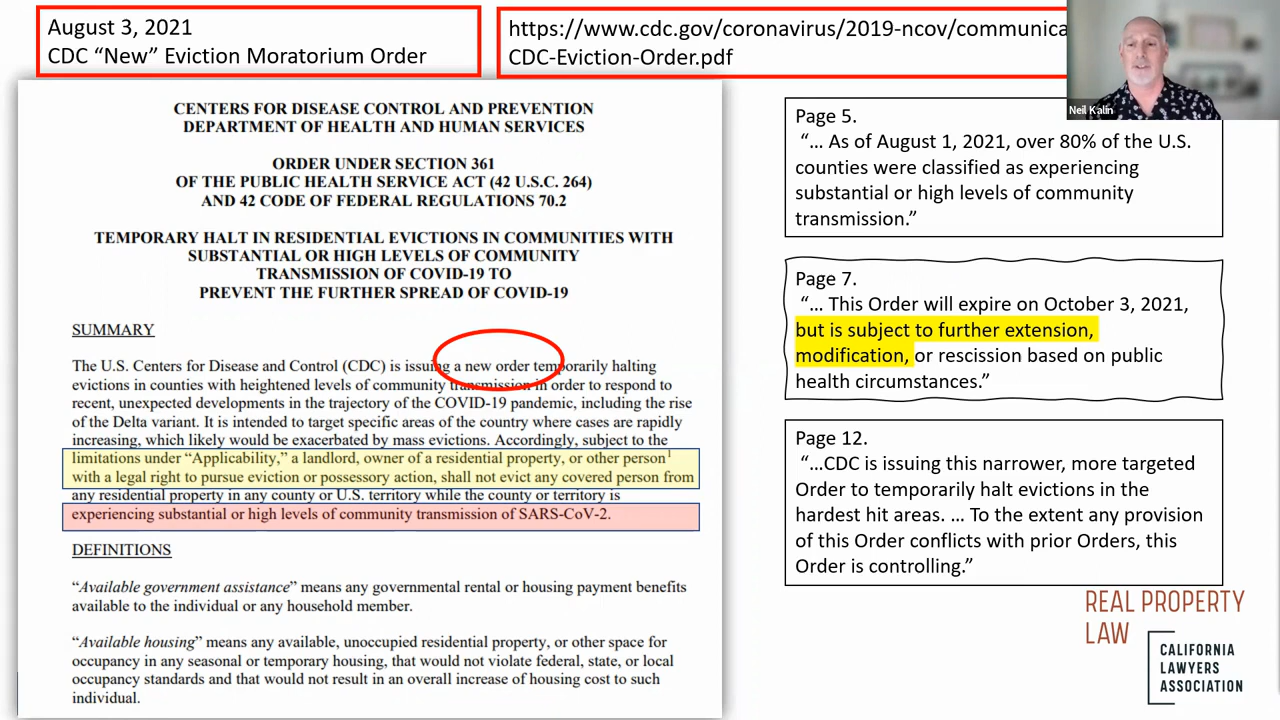 August 3, 2021
CDC “New” Eviction Moratorium Order
https://www.cdc.gov/coronavirus/2019-ncov/communica
CDC-Eviction-Order.pdf
Neil Kalin
CENTERS FOR DISEASE CONTROL AND PREVENTION
DEPARTMENT OF HEALTH AND HUMAN SERVICES
ORDER UNDER SECTION 361
OF THE PUBLIC HEALTH SERVICE ACT (42 U.S.C. 264)
AND 42 CODE OF FEDERAL REGULATIONS 70.2
TEMPORARY HALT IN RESIDENTIAL EVICTIONS IN COMMUNITIES WITH
SUBSTANTIAL OR HIGH LEVELS OF COMMUNITY
TRANSMISSION OF COVID-19 TO
PREVENT THE FURTHER SPREAD OF COVID-19
SUMMARY
The U.S. Centers for Disease and Control (CDC) is issuing a new order temporarily halting
evictions in counties with heightened levels of community transmission in order to respond to
recent, unexpected developments in the trajectory of the COVID-19 pandemic, including the rise
of the Delta variant. It is intended to target specific areas of the country where cases are rapidly
increasing, which likely would be exacerbated by mass evictions. Accordingly, subject to the
limitations under “Applicability,” a landlord, owner of a residential property, or other person1
with a legal right to pursue eviction or possessory action, shall not evict any covered person from
any residential property in any county or U.S. territory while the county or territory is
experiencing substantial or high levels of community transmission of SARS-CoV-2.
DEFINITIONS
“Available government assistance” means any governmental rental or housing payment benefits
available to the individual or any household member.
“Available housing” means any available, unoccupied residential property, or other space for
occupancy in any seasonal or temporary housing, that would not violate federal, state, or local
occupancy standards and that would not result in an overall increase of housing cost to such
individual.
Page 5.
“… As of August 1, 2021, over 80% of the U.S.
counties were classified as experiencing
substantial or high levels of community
transmission.”
Page 7.
“… This Order will expire on October 3, 2021,
but is subject to further extension,
modification, or rescission based on public
health circumstances.”
Page 12.
“…CDC is issuing this narrower, more targeted
Order to temporarily halt evictions in the
hardest hit areas. … To the extent any provision
of this Order conflicts with prior Orders, this
Order is controlling.”
REAL PROPERTY
LAW
CALIFORNIA
LAWYERS
ASSOCIATION